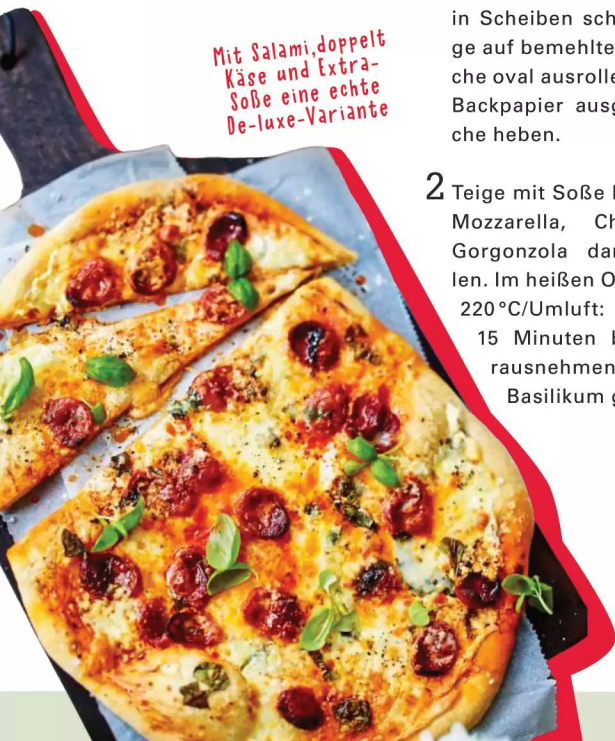 Mit Salami, doppelt
Käse und Extra-
Soße eine echte
De-luxe-Variante
in Scheiben sch
ge auf bemehlte
che oval ausrolle
Backpapier ausg
che heben.
2 Teige mit Soße
Mozzarella, Ch
Gorgonzola dar
len. Im heißen O
220 °C/Umluft:
15 Minuten b
rausnehmen
Basilikum g